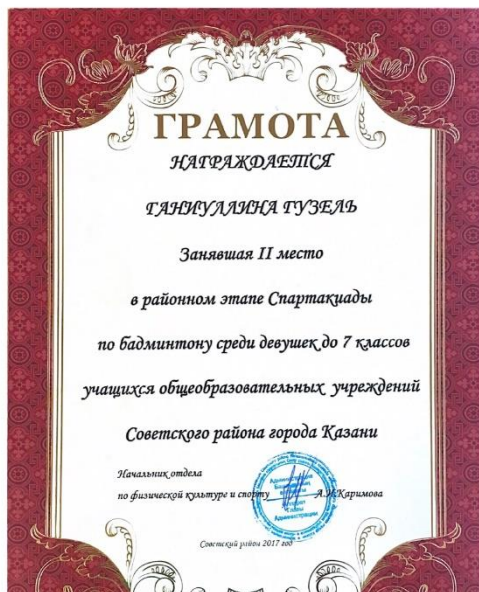 ГРАМОТА
НАГРАЖДАЕТСЯ
ГАНИУЛЛИНА ГУЗЕЛЬ
Занявшая II место
в районном этапе Спартакиады
по бадминтону среди девушек до 7 классов
учащихся общеобразовательных учреждений
Советского района города Казани
Начальник отдела
по физической культуре и спорту А.И.Каримова
Администрации
Советский район 2017 год